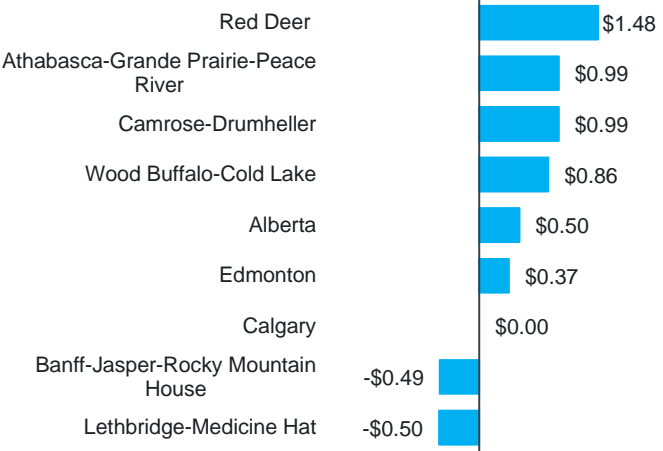 Red Deer $1.48
Athabasca-Grande Prairie-Peace
River $0.99
Camrose-Drumheller $0.99
Wood Buffalo-Cold Lake $0.86
Alberta $0.50
Edmonton $0.37
Calgary $0.00
Banff-Jasper-Rocky Mountain
House -$0.49
Lethbridge-Medicine Hat -$0.50